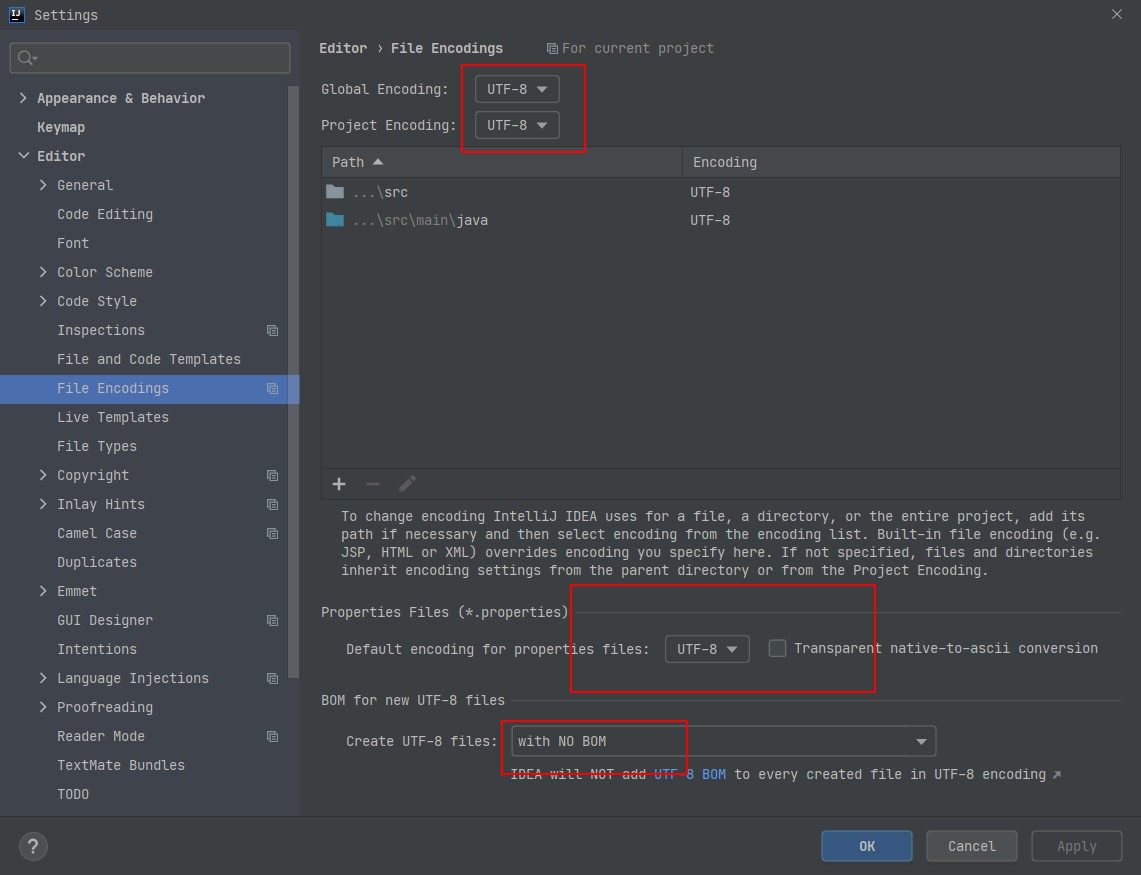 Settings
Appearance & Behavior
Keymap
Editor
General
Code Editing
Font
Color Scheme
Code Style
Inspections
File and Code Templates
File Encodings
Live Templates
File Types
Copyright
Inlay Hints
Camel Case
Duplicates
Emmet
GUI Designer
Intentions
Language Injections
Proofreading
Reader Mode
TextMate Bundles
TODO
Editor › File Encodings For current project
Global Encoding: UTF-8
Project Encoding: UTF-8
Path Encoding
...\src UTF-8
...\src\main\java UTF-8
To change encoding IntelliJ IDEA uses for a file, a directory, or the entire project, add its
path if necessary and then select encoding from the encoding list. Built-in file encoding (e.g.
JSP, HTML or XML) overrides encoding you specify here. If not specified, files and directories
inherit encoding settings from the parent directory or from the Project Encoding.
Properties Files (*.properties)
Default encoding for properties files: UTF-8 Transparent native-to-ascii conversion
BOM for new UTF-8 files
Create UTF-8 files: with NO BOM
IDEA will NOT add UTF-8 BOM to every created file in UTF-8 encoding ↗
? OK Cancel Apply